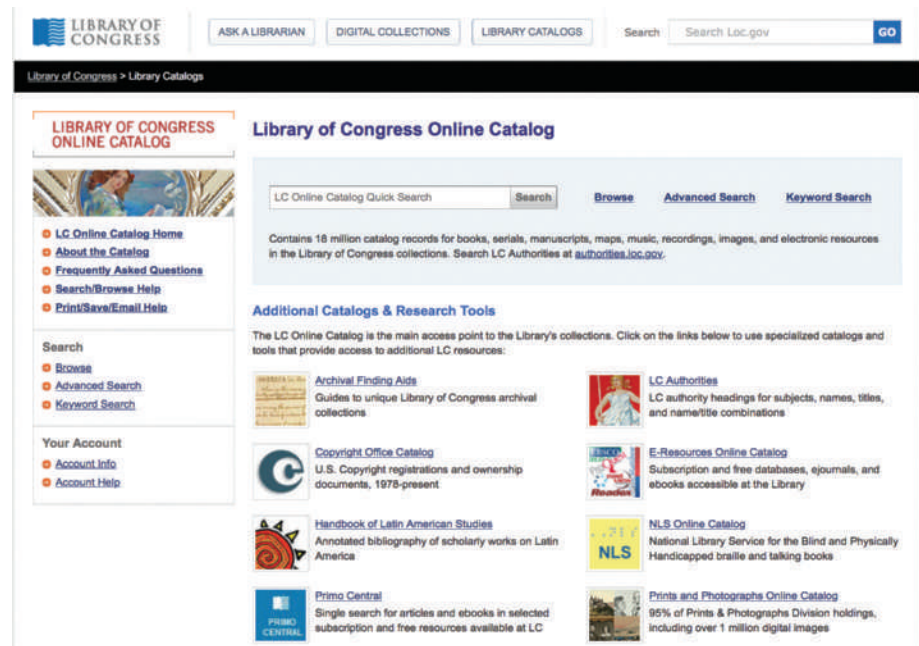 LIBRARY OF
CONGRESS
ASK A LIBRARIAN
DIGITAL COLLECTIONS
LIBRARY CATALOGS
Search
Search Loc.gov
GO
Library of Congress > Library Catalogs
LIBRARY OF CONGRESS
ONLINE CATALOG
LC Online Catalog Home
About the Catalog
Frequently Asked Questions
Search/Browse Help
Print/Save/Email Help
Search
Browse
Advanced Search
Keyword Search
Your Account
Account Info
Account Help
Library of Congress Online Catalog
LC Online Catalog Quick Search
Search
Browse
Advanced Search
Keyword Search
Contains 18 million catalog records for books, serials, manuscripts, maps, music, recordings, images, and electronic resources
in the Library of Congress collections. Search LC Authorities at authorities.loc.gov.
Additional Catalogs & Research Tools
The LC Online Catalog is the main access point to the Library's collections. Click on the links below to use specialized catalogs and
tools that provide access to additional LC resources:
Archival Finding Aids
Guides to unique Library of Congress archival
collections
LC Authorities
LC authority headings for subjects, names, titles,
and name/title combinations
Copyright Office Catalog
U.S. Copyright registrations and ownership
documents, 1978-present
E-Resources Online Catalog
Subscription and free databases, ejournals, and
ebooks accessible at the Library
Handbook of Latin American Studies
Annotated bibliography of scholarly works on Latin
America
NLS
NLS Online Catalog
National Library Service for the Blind and Physically
Handicapped braille and talking books
PRIMO
CENTRAL
Primo Central
Single search for articles and ebooks in selected
subscription and free resources available at LC
Prints and Photographs Online Catalog
95% of Prints & Photographs Division holdings,
including over 1 million digital images